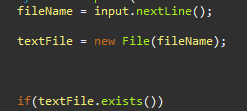 fileName = input.nextLine();
textFile = new File(fileName);
if(textFile.exists())